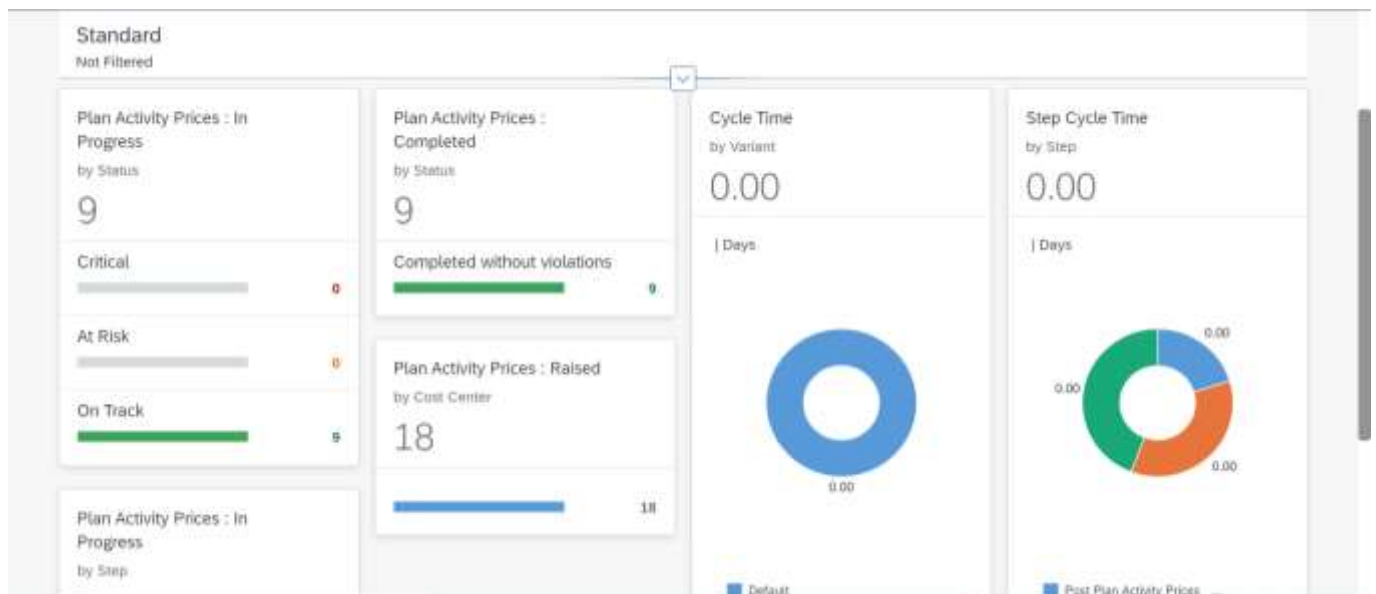 Standard
Not Filtered
Plan Activity Prices : In
Progress
by Status
9
Critical
0
At Risk
0
On Track
9
Plan Activity Prices : In
Progress
by Step
Plan Activity Prices :
Completed
by Status
9
Completed without violations
9
Plan Activity Prices : Raised
by Cost Center
18
18
Cycle Time
by Variant
0.00
| Days
0.00
Default
Step Cycle Time
by Step
0.00
| Days
0.00
0.00
0.00
Post Plan Activity Prices